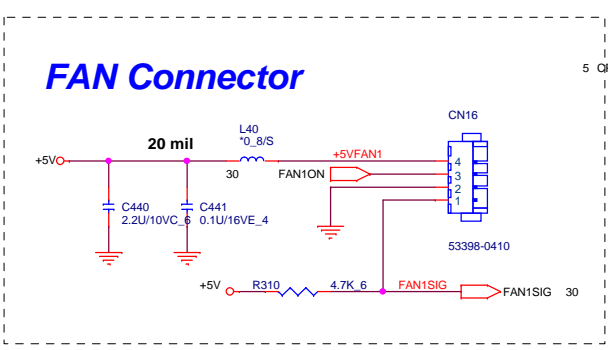 FAN Connector
5
CN16
L40
*0_8/S
20 mil
+5V
+5VFAN1
4
30
FAN1ON
3
2
1
C440
2.2U/10VC_6
C441
0.1U/16VE_4
53398-0410
+5V
R310
4.7K_6
FAN1SIG
FAN1SIG
30